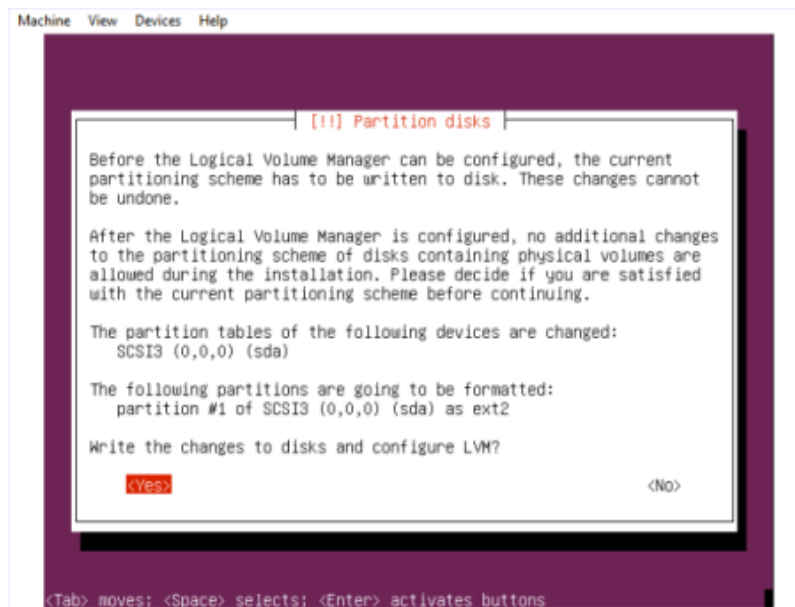 Machine View Devices Help
[!!] Partition disks
Before the Logical Volume Manager can be configured, the current
partitioning scheme has to be written to disk. These changes cannot
be undone.
After the Logical Volume Manager is configured, no additional changes
to the partitioning scheme of disks containing physical volumes are
allowed during the installation. Please decide if you are satisfied
with the current partitioning scheme before continuing.
The partition tables of the following devices are changed:
SCSI3 (0,0,0) (sda)
The following partitions are going to be formatted:
partition #1 of SCSI3 (0,0,0) (sda) as ext2
Write the changes to disks and configure LVM?
<Yes> <No>
<Tab> moves; <Space> selects; <Enter> activates buttons